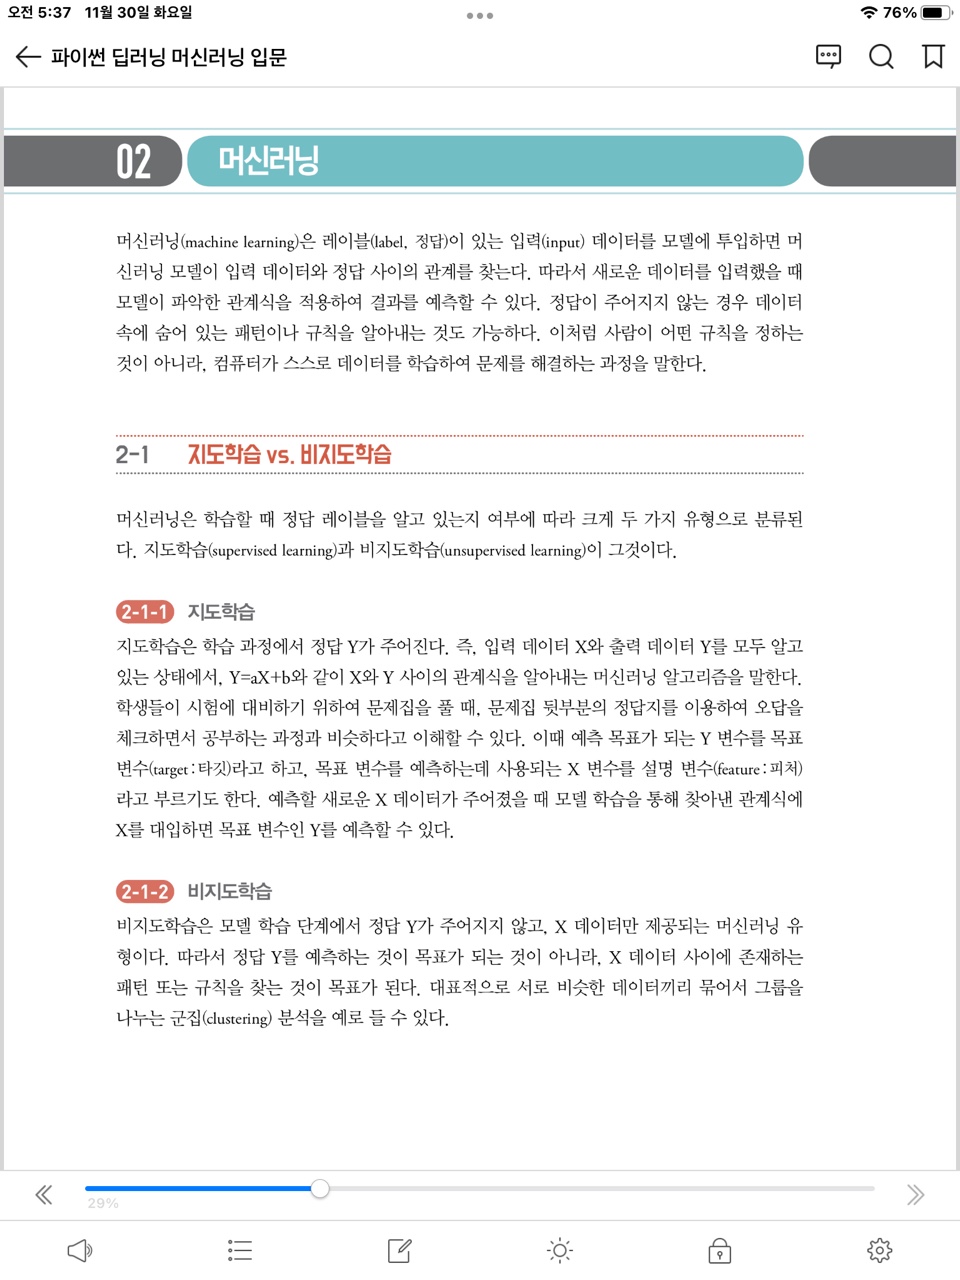 오전 5:37 11월 30일 화요일
76%
파이썬 딥러닝 머신러닝 입문
02 머신러닝
머신러닝(machine learning)은 레이블(label, 정답)이 있는 입력(input) 데이터를 모델에 투입하면 머
신러닝 모델이 입력 데이터와 정답 사이의 관계를 찾는다. 따라서 새로운 데이터를 입력했을 때
모델이 파악한 관계식을 적용하여 결과를 예측할 수 있다. 정답이 주어지지 않는 경우 데이터
속에 숨어 있는 패턴이나 규칙을 알아내는 것도 가능하다. 이처럼 사람이 어떤 규칙을 정하는
것이 아니라, 컴퓨터가 스스로 데이터를 학습하여 문제를 해결하는 과정을 말한다.
2-1 지도학습 vs. 비지도학습
머신러닝은 학습할 때 정답 레이블을 알고 있는지 여부에 따라 크게 두 가지 유형으로 분류된
다. 지도학습(supervised learning)과 비지도학습(unsupervised learning)이 그것이다.
2-1-1 지도학습
지도학습은 학습 과정에서 정답 Y가 주어진다. 즉, 입력 데이터 X와 출력 데이터 Y를 모두 알고
있는 상태에서, Y=aX+b와 같이 X와 Y 사이의 관계식을 알아내는 머신러닝 알고리즘을 말한다.
학생들이 시험에 대비하기 위하여 문제집을 풀 때, 문제집 뒷부분의 정답지를 이용하여 오답을
체크하면서 공부하는 과정과 비슷하다고 이해할 수 있다. 이때 예측 목표가 되는 Y 변수를 목표
변수(target : 타깃)라고 하고, 목표 변수를 예측하는데 사용되는 X 변수를 설명 변수(feature : 피처)
라고 부르기도 한다. 예측할 새로운 X 데이터가 주어졌을 때 모델 학습을 통해 찾아낸 관계식에
X를 대입하면 목표 변수인 Y를 예측할 수 있다.
2-1-2 비지도학습
비지도학습은 모델 학습 단계에서 정답 Y가 주어지지 않고, X 데이터만 제공되는 머신러닝 유
형이다. 따라서 정답 Y를 예측하는 것이 목표가 되는 것이 아니라, X 데이터 사이에 존재하는
패턴 또는 규칙을 찾는 것이 목표가 된다. 대표적으로 서로 비슷한 데이터끼리 묶어서 그룹을
나누는 군집(clustering) 분석을 예로 들 수 있다.
29%